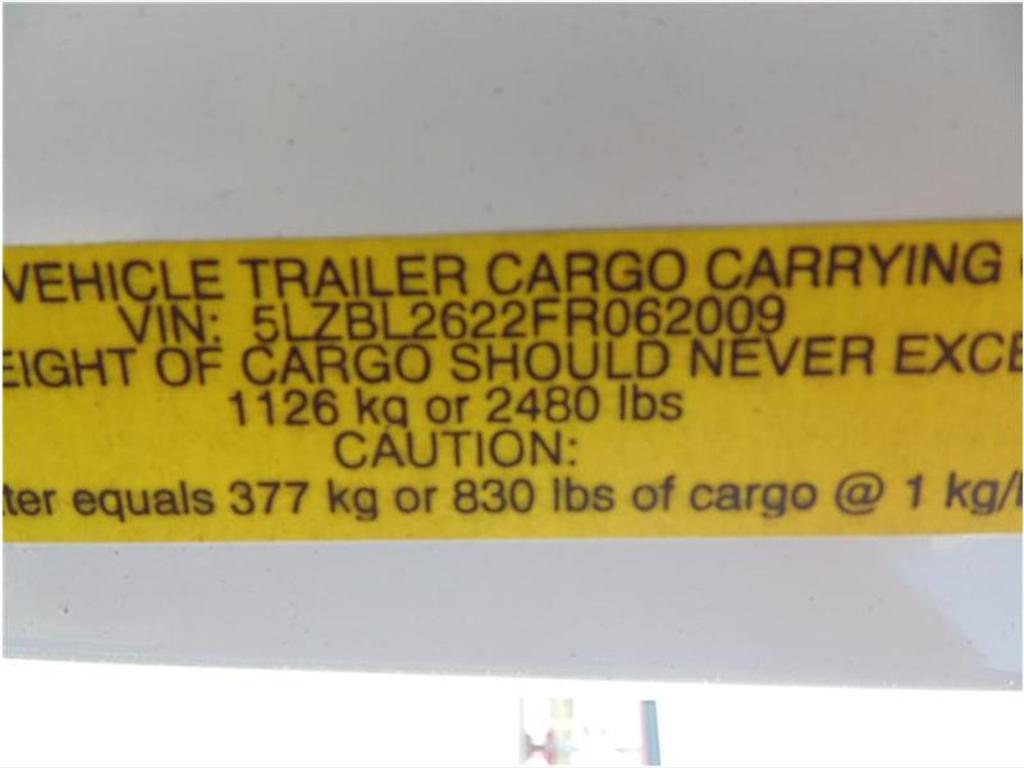 VEHICLE TRAILER CARGO CARRYING
VIN: 5LZBL2622FR062009
EIGHT OF CARGO SHOULD NEVER EXCE
1126 kg or 2480 lbs
CAUTION:
ter equals 377 kg or 830 lbs of cargo @ 1 kg/